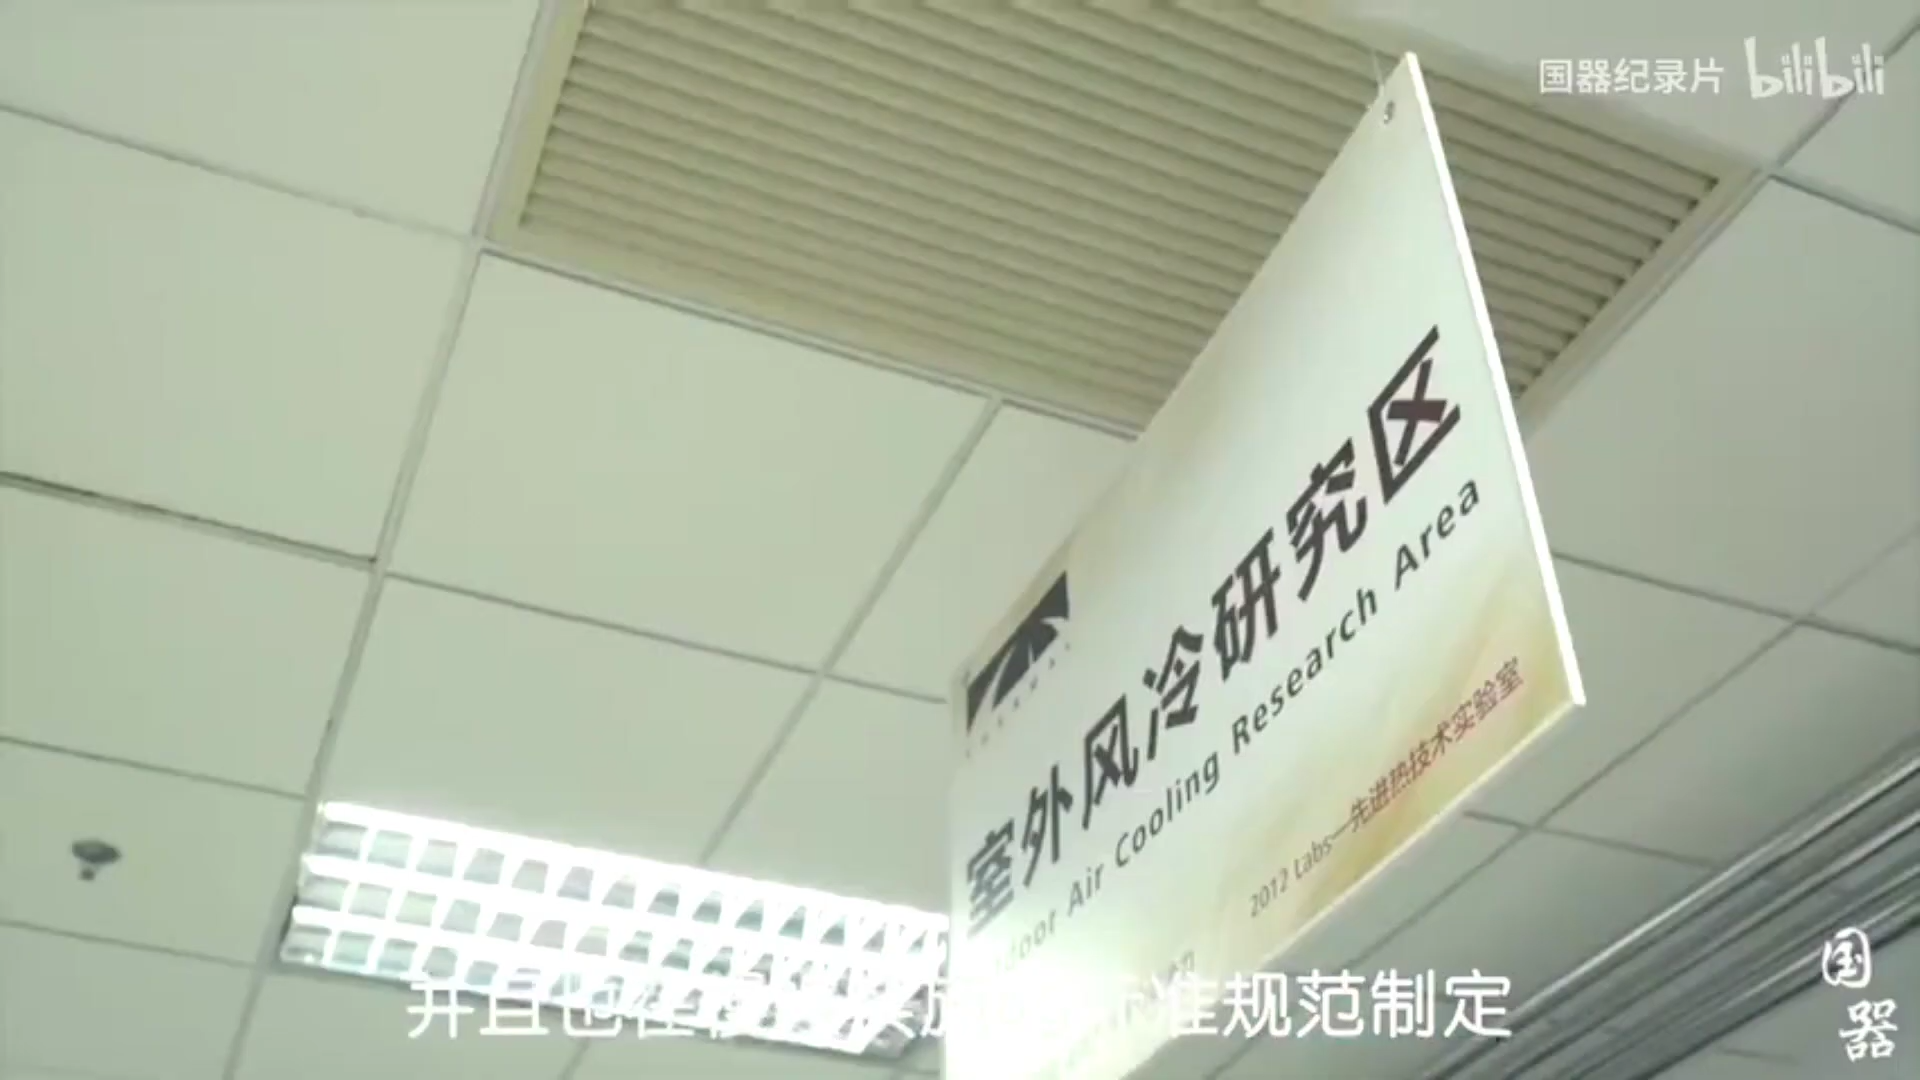 国器纪录片 bilibili
室外风冷研究区
Air Cooling Research Area
2012 Labs—先进热技术实验室
并且也在 标准规范制定
国器